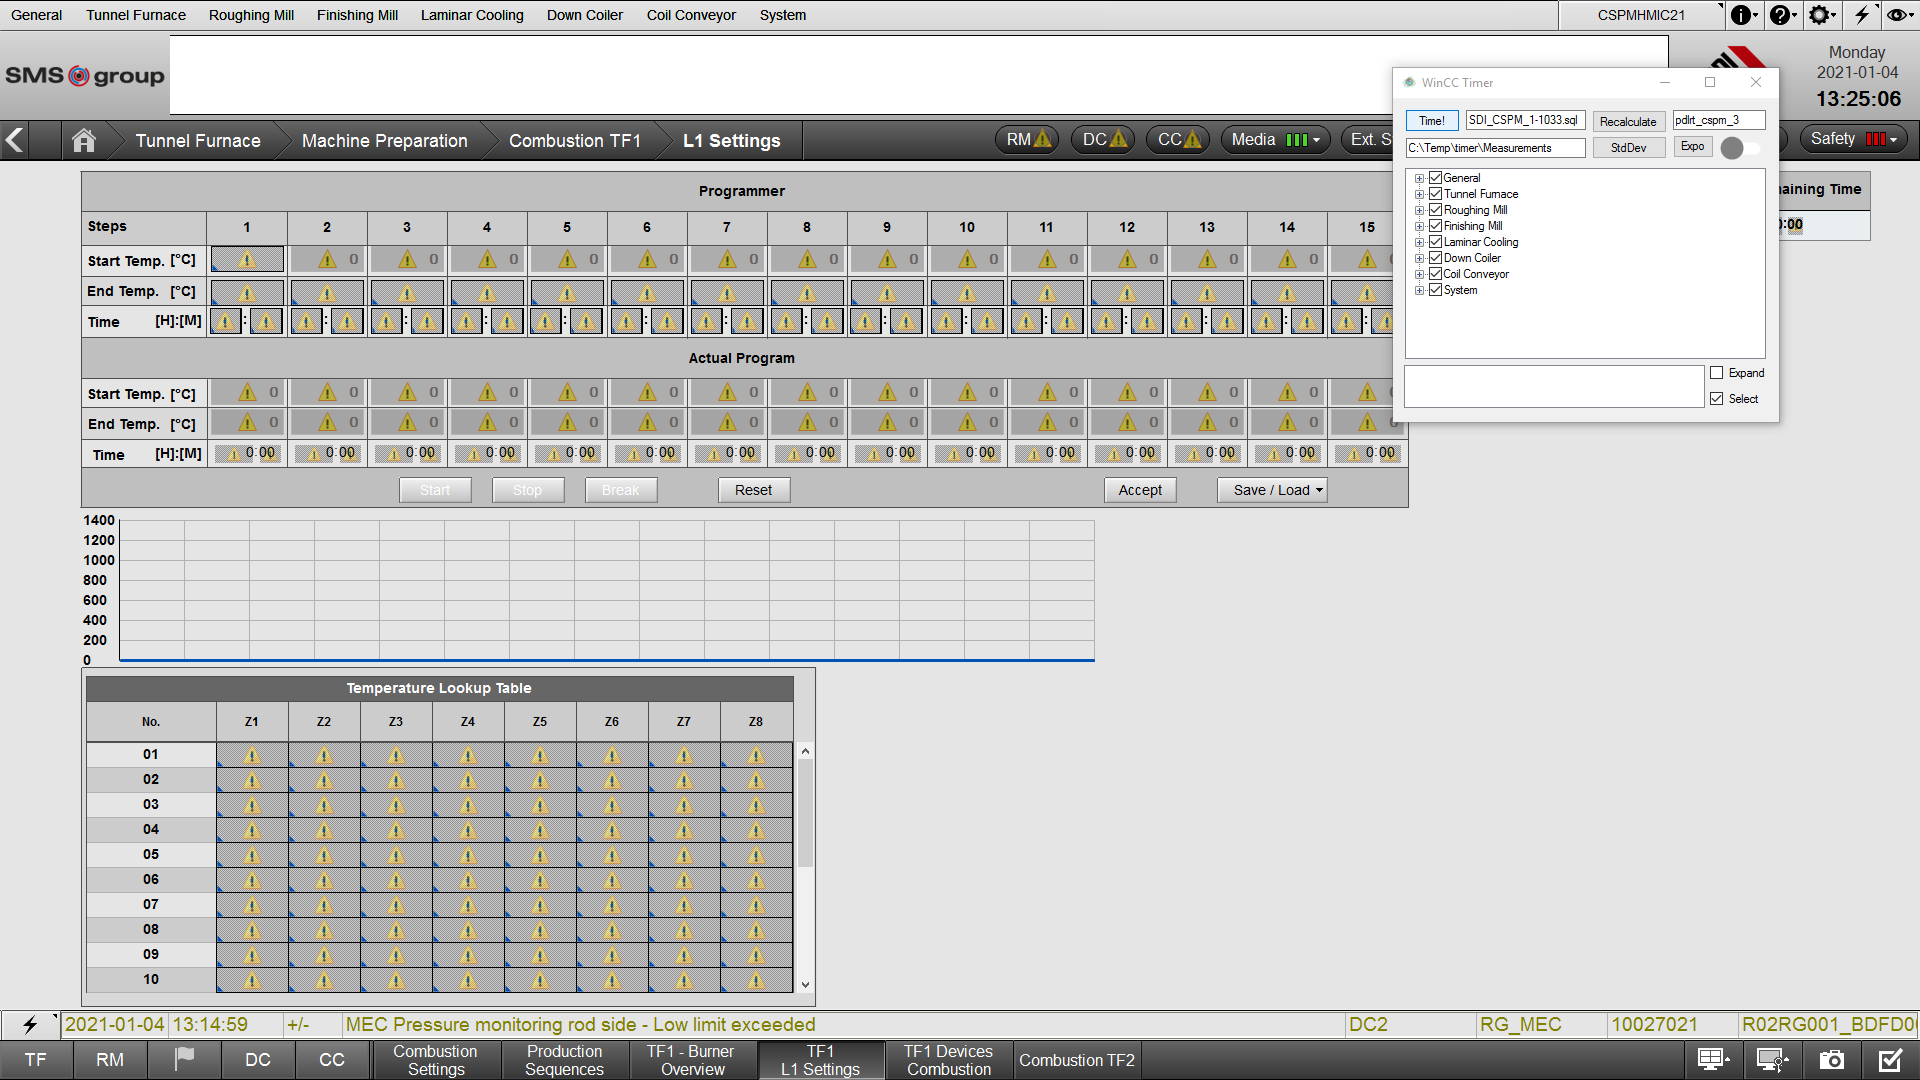 General Tunnel Furnace Roughing Mill Finishing Mill Laminar Cooling Down Coiler Coil Conveyor System CSPMHMIC21
SMS group
Monday
2021-01-04
13:25:06
Tunnel Furnace Machine Preparation Combustion TF1 L1 Settings RM DC CC Media Ext. S Safety
WinCC Timer
Time! SDI_CSPM_1-1033.sql Recalculate pdlrt_cspm_3
C:\Temp\timer\Measurements StdDev Expo
General
Tunnel Furnace
Roughing Mill
Finishing Mill
Laminar Cooling
Down Coiler
Coil Conveyor
System
Expand
Select
aining Time
0:00
Programmer
Steps 1 2 3 4 5 6 7 8 9 10 11 12 13 14 15
Start Temp. [°C] 0 0 0 0 0 0 0 0 0 0 0 0 0 0
End Temp. [°C]
Time [H]:[M] : : : : : : : : : : : : : : :
Actual Program
Start Temp. [°C] 0 0 0 0 0 0 0 0 0 0 0 0 0 0 0
End Temp. [°C] 0 0 0 0 0 0 0 0 0 0 0 0 0 0 0
Time [H]:[M] 0:00 0:00 0:00 0:00 0:00 0:00 0:00 0:00 0:00 0:00 0:00 0:00 0:00 0:00 0:00
Start Stop Break Reset Accept Save / Load
1400
1200
1000
800
600
400
200
0
Temperature Lookup Table
No. Z1 Z2 Z3 Z4 Z5 Z6 Z7 Z8
01
02
03
04
05
06
07
08
09
10
2021-01-04 13:14:59 +/- MEC Pressure monitoring rod side - Low limit exceeded DC2 RG_MEC 10027021 R02RG001_BDFD0
TF RM DC CC Combustion Settings Production Sequences TF1 - Burner Overview TF1 L1 Settings TF1 Devices Combustion Combustion TF2